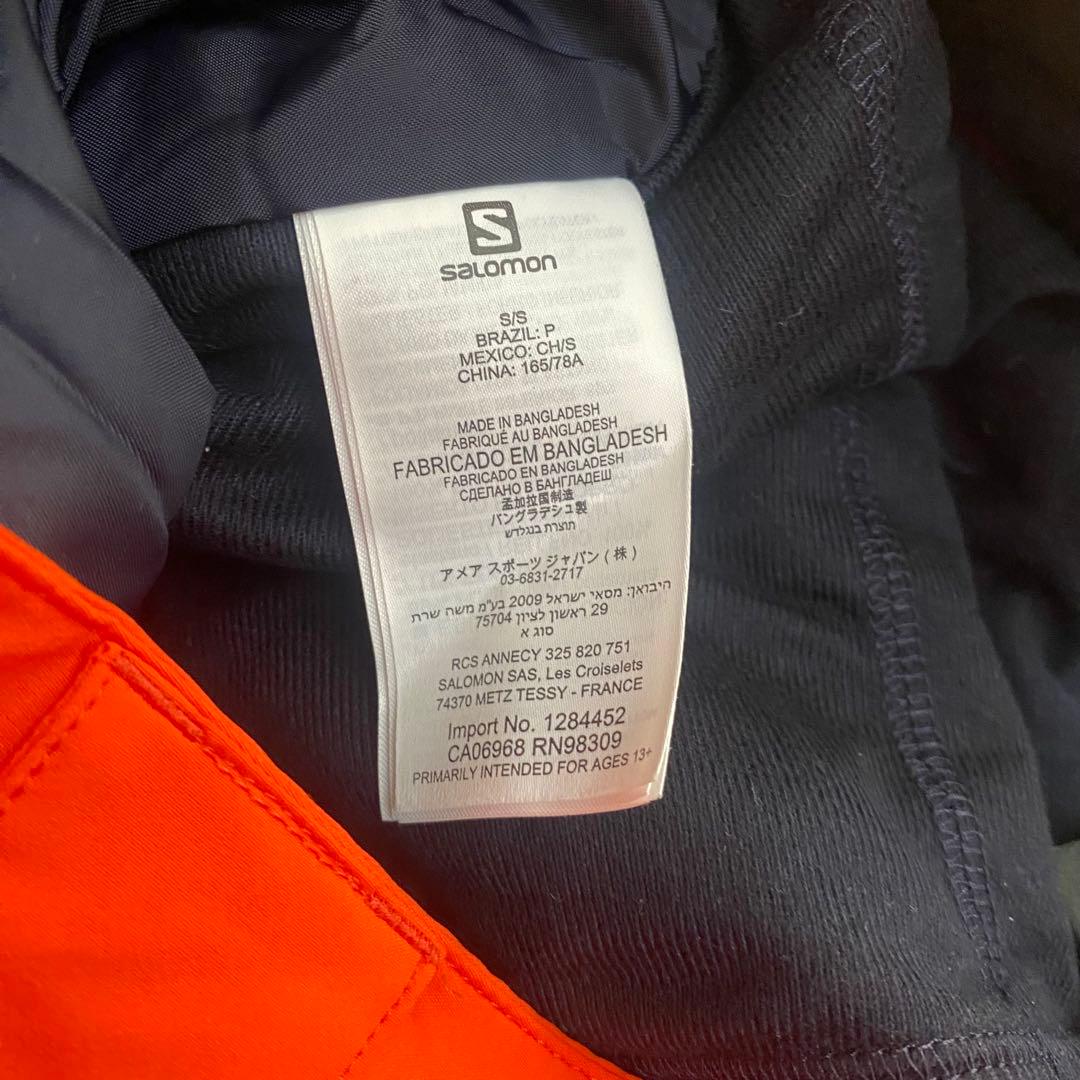 S
salomon
S/S
BRAZIL: P
MEXICO: CH/S
CHINA: 165/78A
MADE IN BANGLADESH
FABRIQUÉ AU BANGLADESH
FABRICADO EM BANGLADESH
FABRICADO EN BANGLADESH
СДЕЛАНО В БАНГЛАДЕШ
孟加拉国制造
バングラデシュ製
תוצרת בנגלדש
アメア スポーツ ジャパン ( 株 )
03-6831-2717
היבואן: מסאי ישראל 2009 בע"מ משה שרת
29 ראשון לציון 75704
סוג א
RCS ANNECY 325 820 751
SALOMON SAS, Les Croiselets
74370 METZ TESSY - FRANCE
Import No. 1284452
CA06968 RN98309
PRIMARILY INTENDED FOR AGES 13+